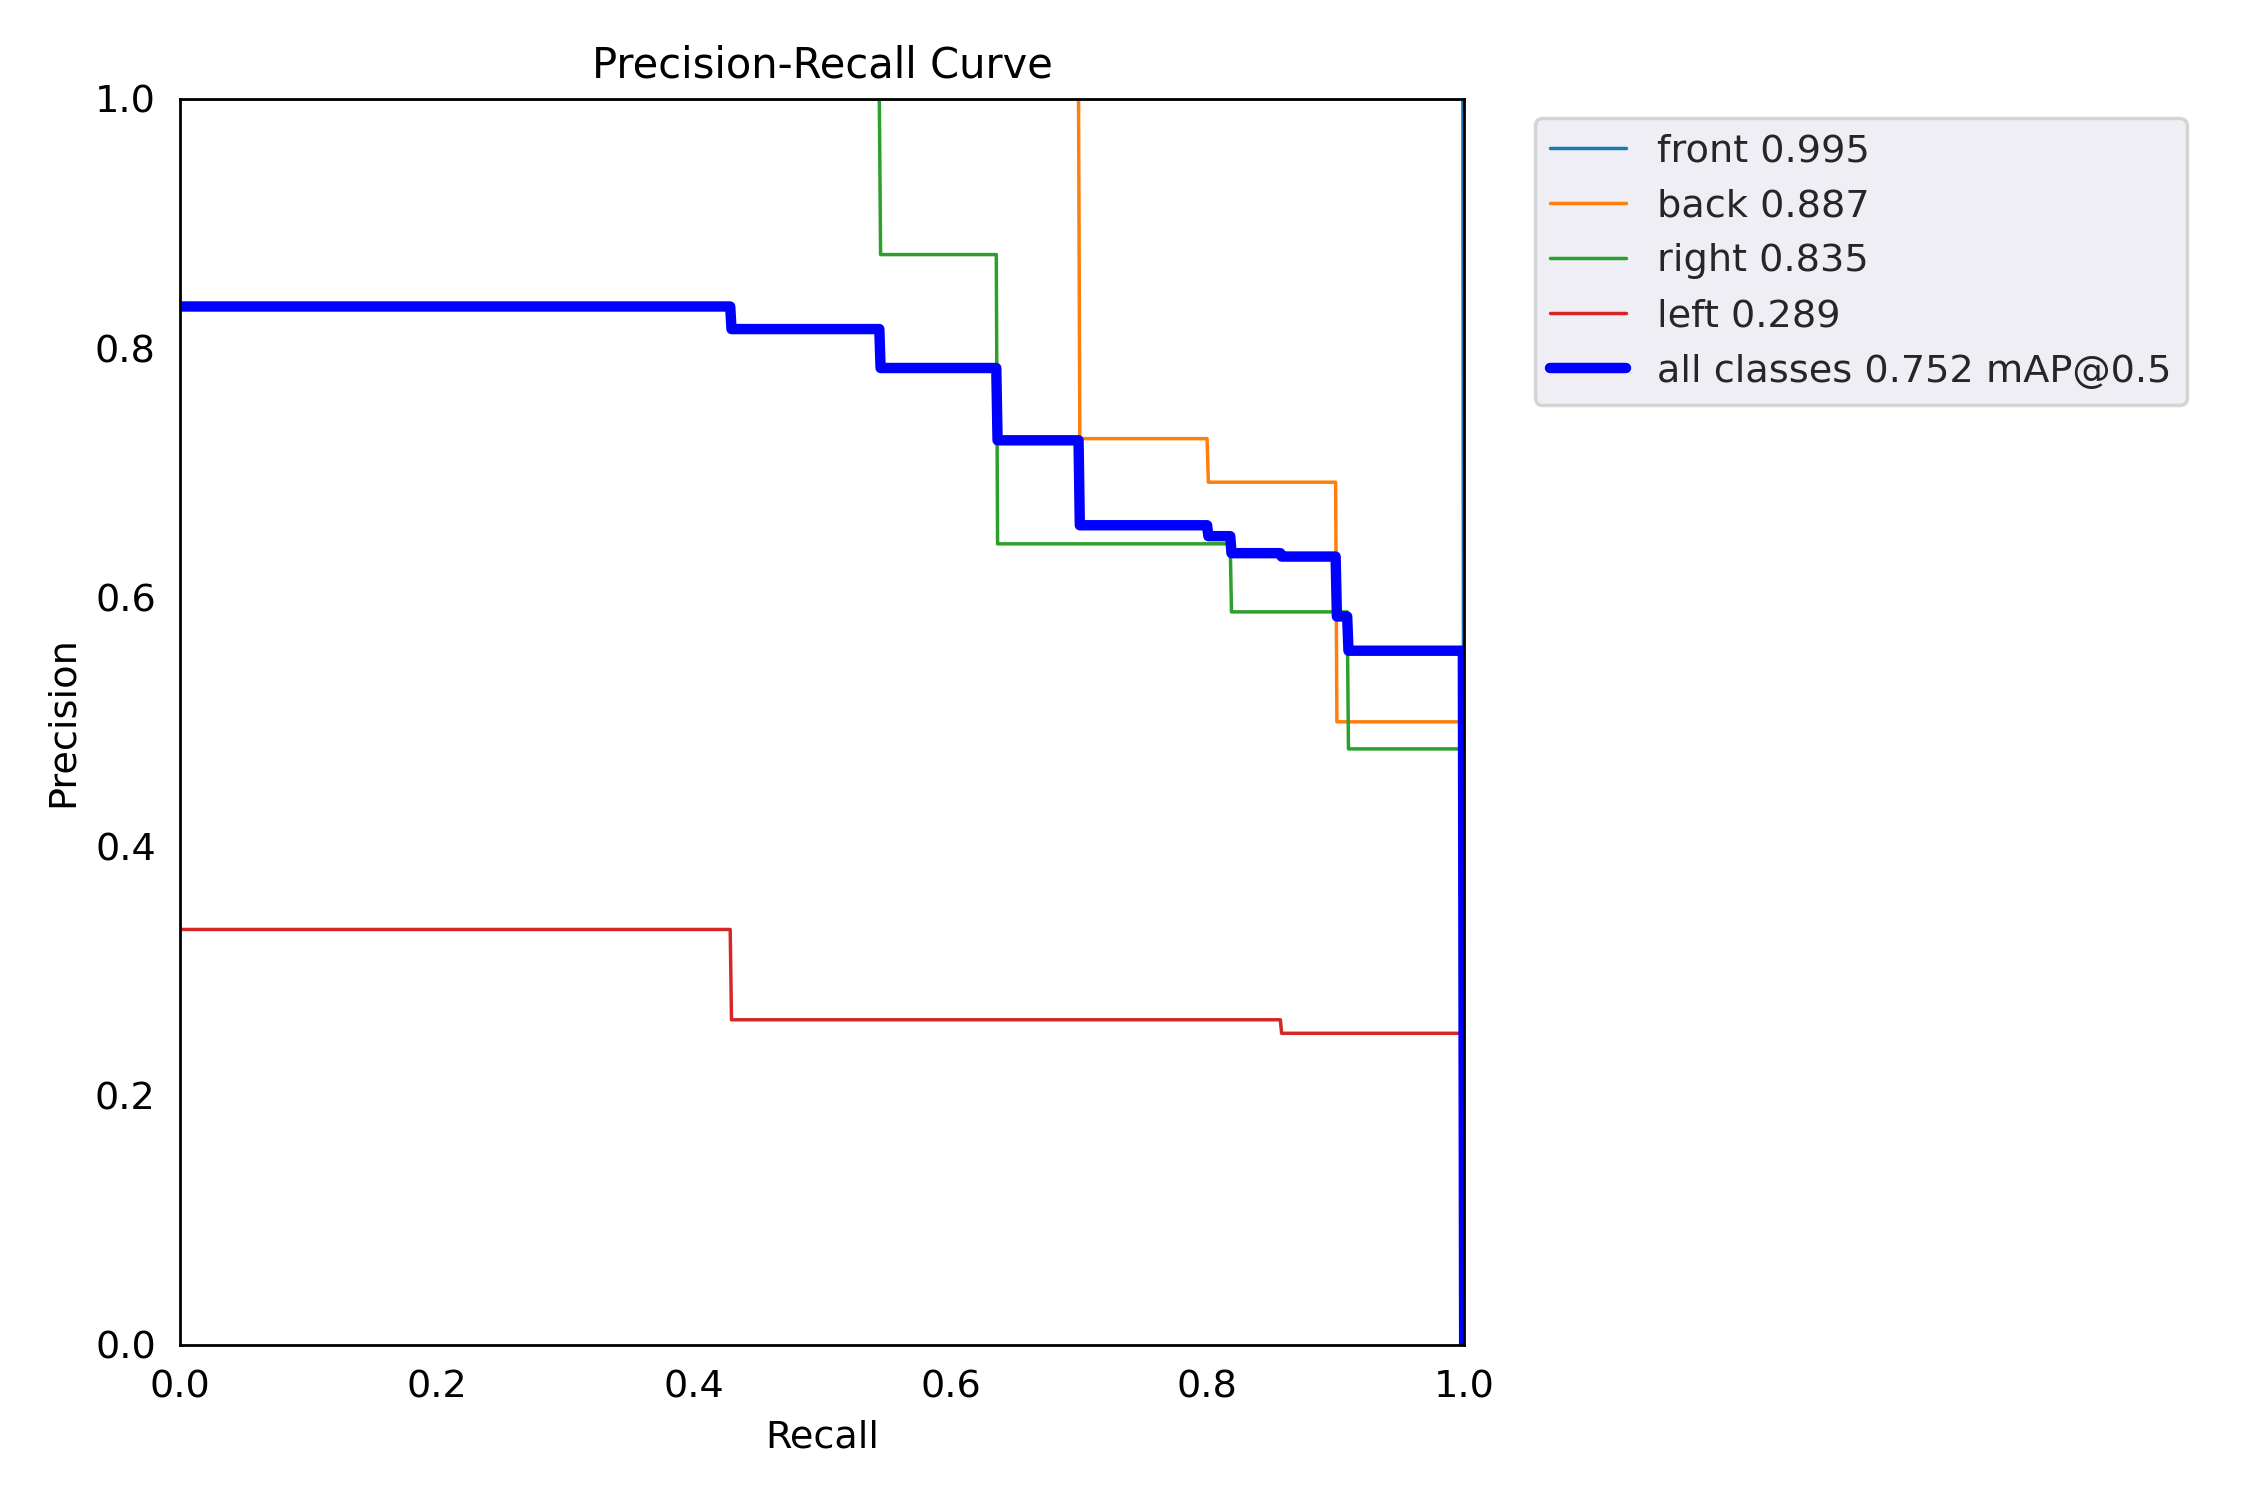 Precision-Recall Curve
1.0
0.8
0.6
0.4
0.2
0.0
Precision
0.0 0.2 0.4 0.6 0.8 1.0
Recall
front 0.995
back 0.887
right 0.835
left 0.289
all classes 0.752 mAP@0.5